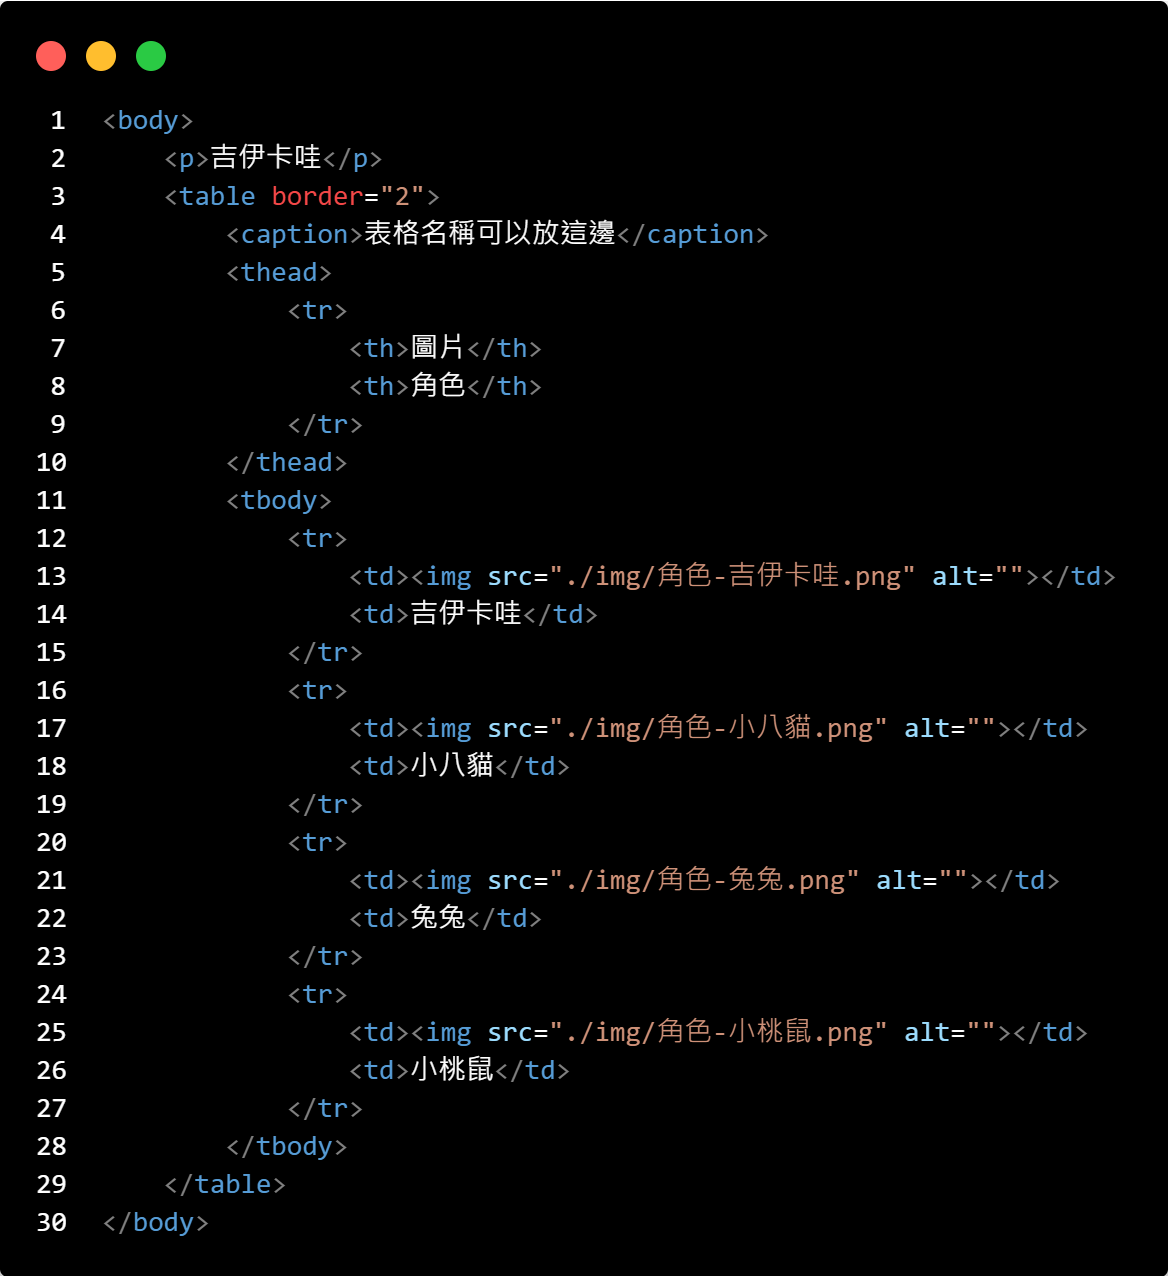 1 <body>
2 <p>吉伊卡哇</p>
3 <table border="2">
4 <caption>表格名稱可以放這邊</caption>
5 <thead>
6 <tr>
7 <th>圖片</th>
8 <th>角色</th>
9 </tr>
10 </thead>
11 <tbody>
12 <tr>
13 <td><img src="./img/角色-吉伊卡哇.png" alt=""></td>
14 <td>吉伊卡哇</td>
15 </tr>
16 <tr>
17 <td><img src="./img/角色-小八貓.png" alt=""></td>
18 <td>小八貓</td>
19 </tr>
20 <tr>
21 <td><img src="./img/角色-兔兔.png" alt=""></td>
22 <td>兔兔</td>
23 </tr>
24 <tr>
25 <td><img src="./img/角色-小桃鼠.png" alt=""></td>
26 <td>小桃鼠</td>
27 </tr>
28 </tbody>
29 </table>
30 </body>